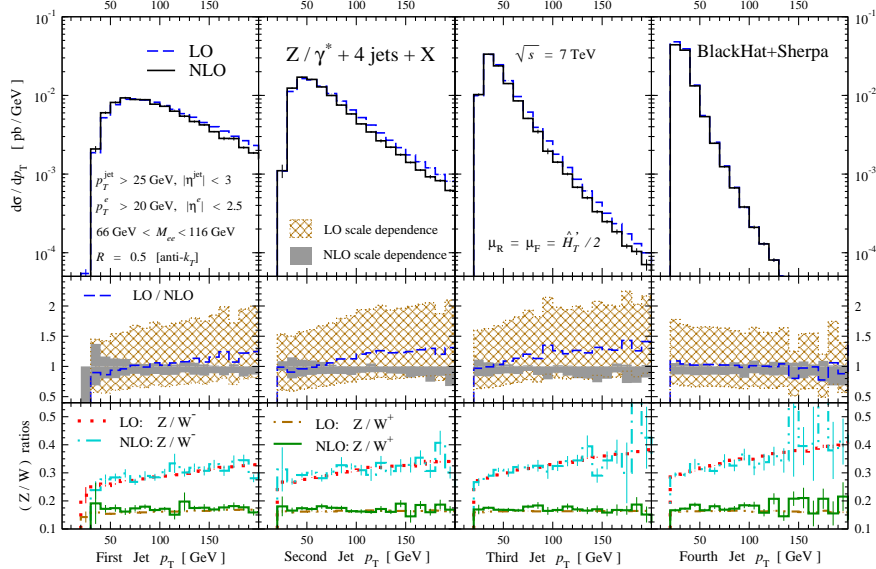 50 100 150 50 100 150 50 100 150 50 100 150
10⁻¹ 10⁻¹
LO
NLO
Z / γ* + 4 jets + X
√s = 7 TeV
BlackHat+Sherpa
10⁻² 10⁻²
dσ / dp_T [ pb / GeV ]
10⁻³ 10⁻³
p_T^jet > 25 GeV, |η^jet| < 3
p_T^e > 20 GeV, |η^e| < 2.5
66 GeV < M_ee < 116 GeV
R = 0.5 [anti-k_T]
LO scale dependence
NLO scale dependence
μ_R = μ_F = Ĥ_T' / 2
10⁻⁴ 10⁻⁴
LO / NLO
2 2
1.5 1.5
1 1
0.5 0.5
LO: Z / W⁻
NLO: Z / W⁻
LO: Z / W⁺
NLO: Z / W⁺
( Z / W ) ratios
0.5 0.5
0.4 0.4
0.3 0.3
0.2 0.2
0.1 0.1
50 100 150 50 100 150 50 100 150 50 100 150
First Jet p_T [ GeV ]
Second Jet p_T [ GeV ]
Third Jet p_T [ GeV ]
Fourth Jet p_T [ GeV ]